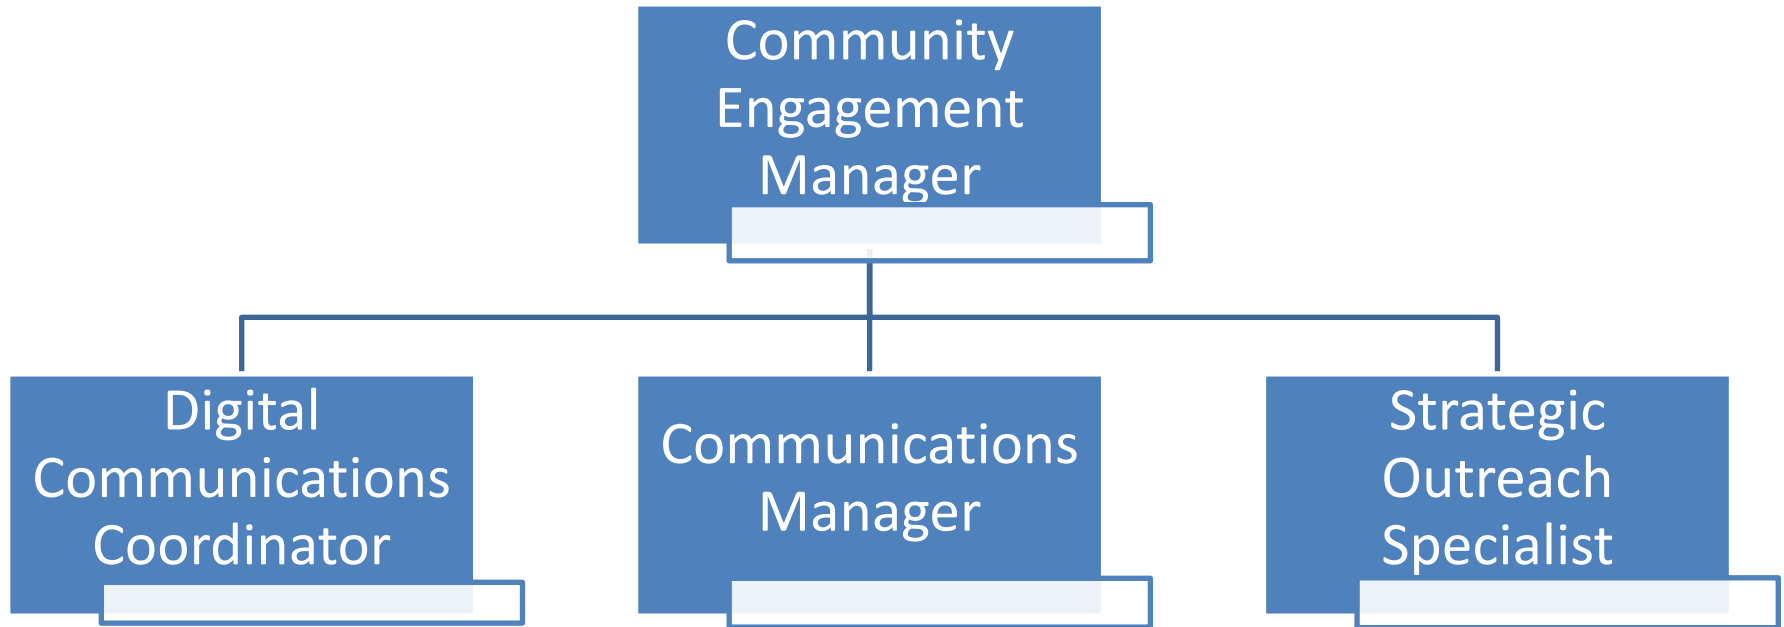 Community
Engagement
Manager
Digital
Communications
Coordinator
Communications
Manager
Strategic
Outreach
Specialist